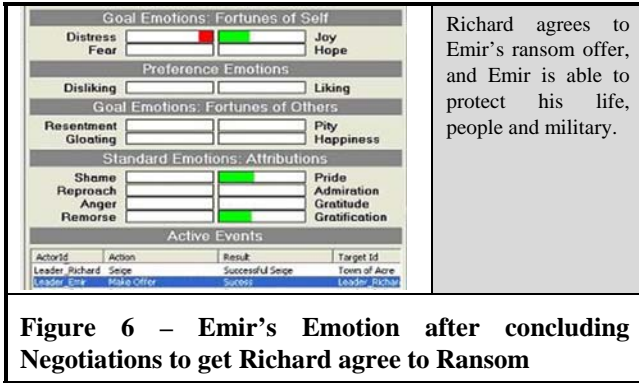 Goal Emotions: Fortunes of Self
Distress Joy
Fear Hope
Preference Emotions
Disliking Liking
Goal Emotions: Fortunes of Others
Resentment Pity
Gloating Happiness
Standard Emotions: Attributions
Shame Pride
Reproach Admiration
Anger Gratitude
Remorse Gratification
Active Events
ActorId Action Result Target Id
Leader_Richard Seige Successful Seige Town of Acre
Leader_Emir Make Offer Sucess Leader_Richar
Richard agrees to
Emir's ransom offer,
and Emir is able to
protect his life,
people and military.
Figure 6 – Emir's Emotion after concluding
Negotiations to get Richard agree to Ransom